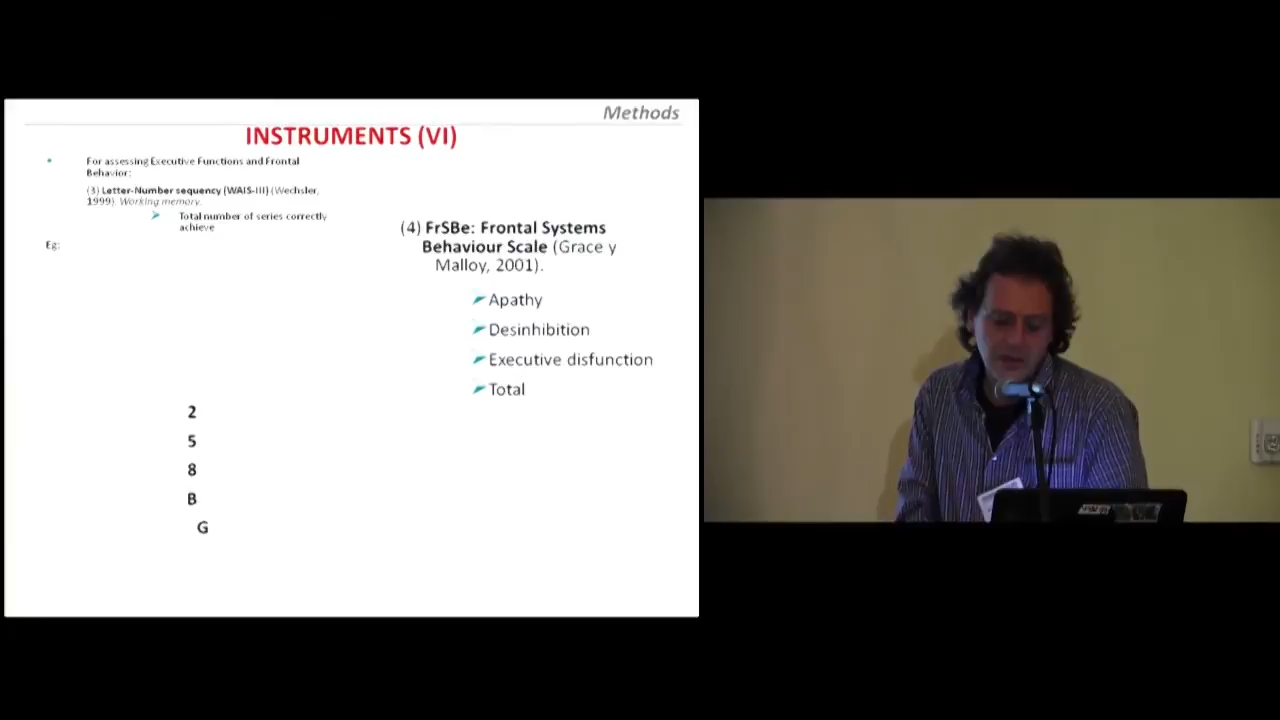 Methods
INSTRUMENTS (VI)
• For assessing Executive Functions and Frontal
Behavior:
(3) Letter-Number sequency (WAIS-III) (Wechsler,
1999). Working memory.
Total number of series correctly
achieve
Eg:
2
5
8
B
G
(4) FrSBe: Frontal Systems
Behaviour Scale (Grace y
Malloy, 2001).
Apathy
Desinhibition
Executive disfunction
Total